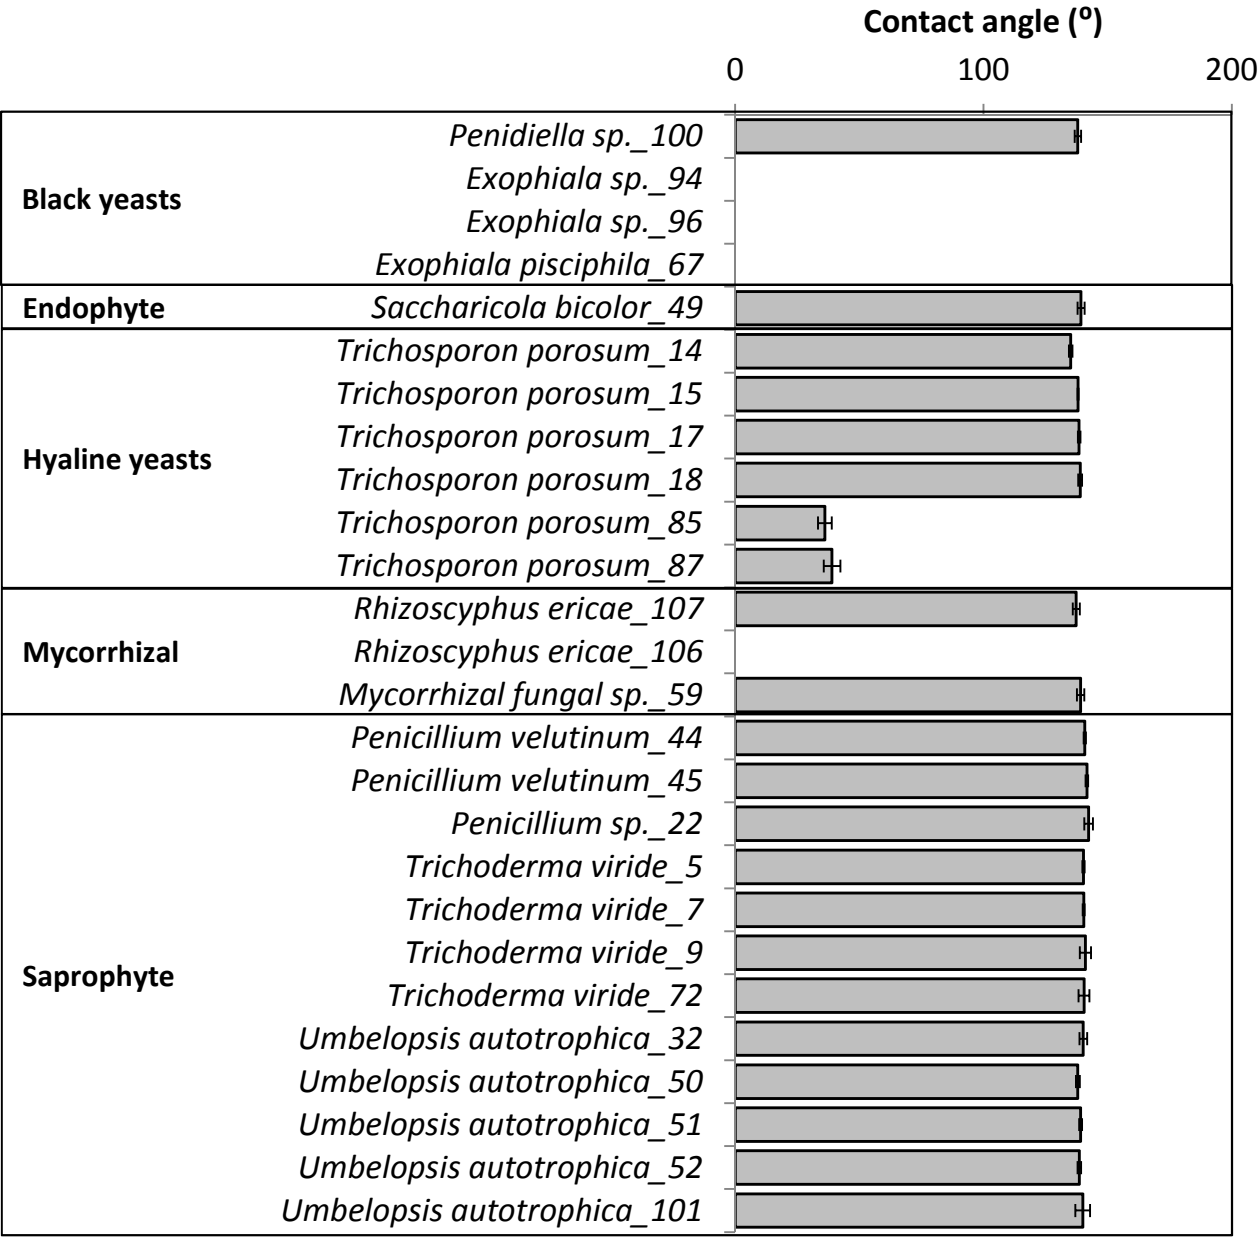 Contact angle (⁰)
0 100 200
Black yeasts
Penidiella sp._100
Exophiala sp._94
Exophiala sp._96
Exophiala pisciphila_67
Endophyte
Saccharicola bicolor_49
Hyaline yeasts
Trichosporon porosum_14
Trichosporon porosum_15
Trichosporon porosum_17
Trichosporon porosum_18
Trichosporon porosum_85
Trichosporon porosum_87
Mycorrhizal
Rhizoscyphus ericae_107
Rhizoscyphus ericae_106
Mycorrhizal fungal sp._59
Saprophyte
Penicillium velutinum_44
Penicillium velutinum_45
Penicillium sp._22
Trichoderma viride_5
Trichoderma viride_7
Trichoderma viride_9
Trichoderma viride_72
Umbelopsis autotrophica_32
Umbelopsis autotrophica_50
Umbelopsis autotrophica_51
Umbelopsis autotrophica_52
Umbelopsis autotrophica_101